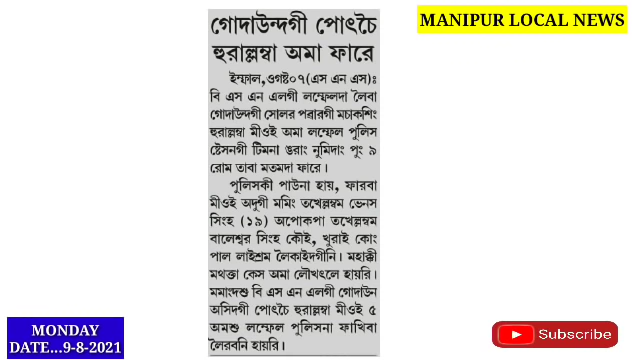 MANIPUR LOCAL NEWS
গোদাউন্দগী পোৎচৈ
হুরাল্লম্বা অমা ফারে
ইম্ফাল,ওগষ্ট০৭(এস এন এস)ঃ
বি এস এন এলগী লম্ফেলদা লৈবা
গোদাউন্দগী সোলর পৱারগী মচাকশিং
হুরাল্লম্বা মীওই অমা লম্ফেল পুলিস
ষ্টেসনগী টিমনা ঙরাং নুমিদাং পুং ৯
রোম তাবা মতমদা ফারে।
পুলিসকী পাউনা হায়, ফারবা
মীওই অদুগী মমিং তখেল্লম্বম ভেনস
সিংহ (১৯) অপোকপা তখেল্লম্বম
বালেশ্বর সিংহ কৌই, খুরাই কোং
পাল লাইশ্রম লৈকাইদগীনি। মহাক্কী
মথক্তা কেস অমা লৌখৎলে হায়রি।
মমাংদশু বি এস এন এলগী গোদাউন
অসিদগী পোৎচৈ হুরাল্লম্বা মীওই ৫
অমশু লম্ফেল পুলিসনা ফাখিবা
লৈরবনি হায়রি।
MONDAY
DATE...9-8-2021
Subscribe